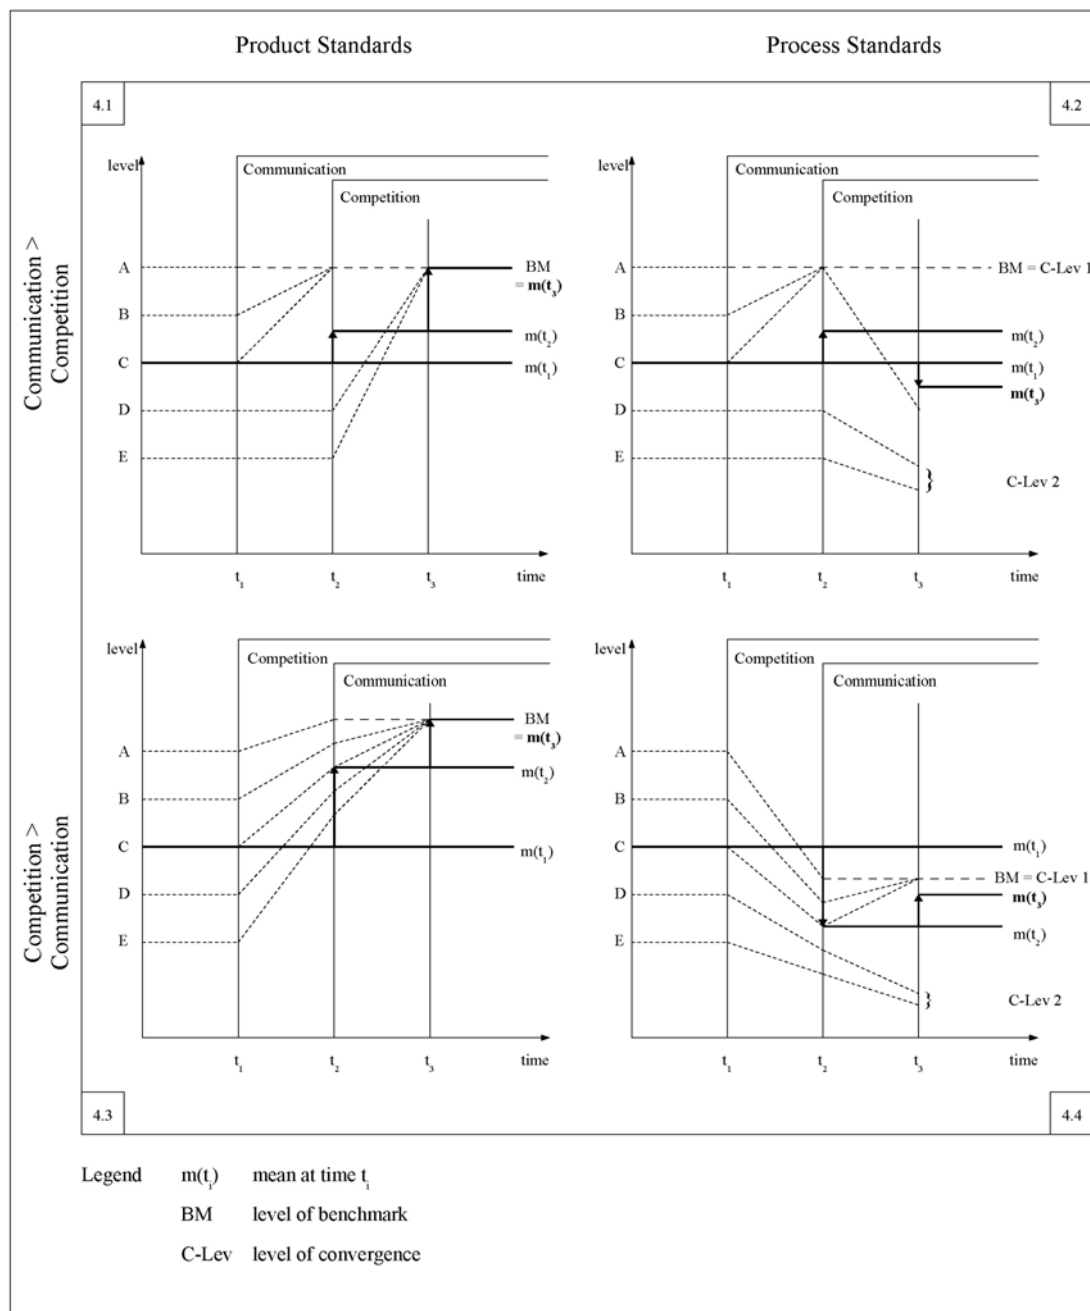 Product Standards
Process Standards
Communication >
Competition
Competition >
Communication
4.1
level
Communication
Competition
A
B
C
D
E
BM
= m(t3)
m(t2)
m(t1)
t1
t2
t3
time
4.2
level
Communication
Competition
A
B
C
D
E
BM = C-Lev 1
m(t2)
m(t1)
m(t3)
} C-Lev 2
t1
t2
t3
time
level
Competition
Communication
A
B
C
D
E
BM
= m(t3)
m(t2)
m(t1)
t1
t2
t3
time
4.3
level
Competition
Communication
A
B
C
D
E
m(t1)
BM = C-Lev 1
m(t3)
m(t2)
} C-Lev 2
t1
t2
t3
time
4.4
Legend m(ti) mean at time ti
BM level of benchmark
C-Lev level of convergence